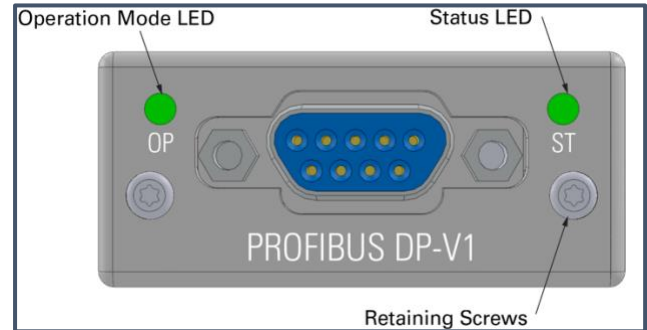 Operation Mode LED
Status LED
OP
ST
PROFIBUS DP-V1
Retaining Screws